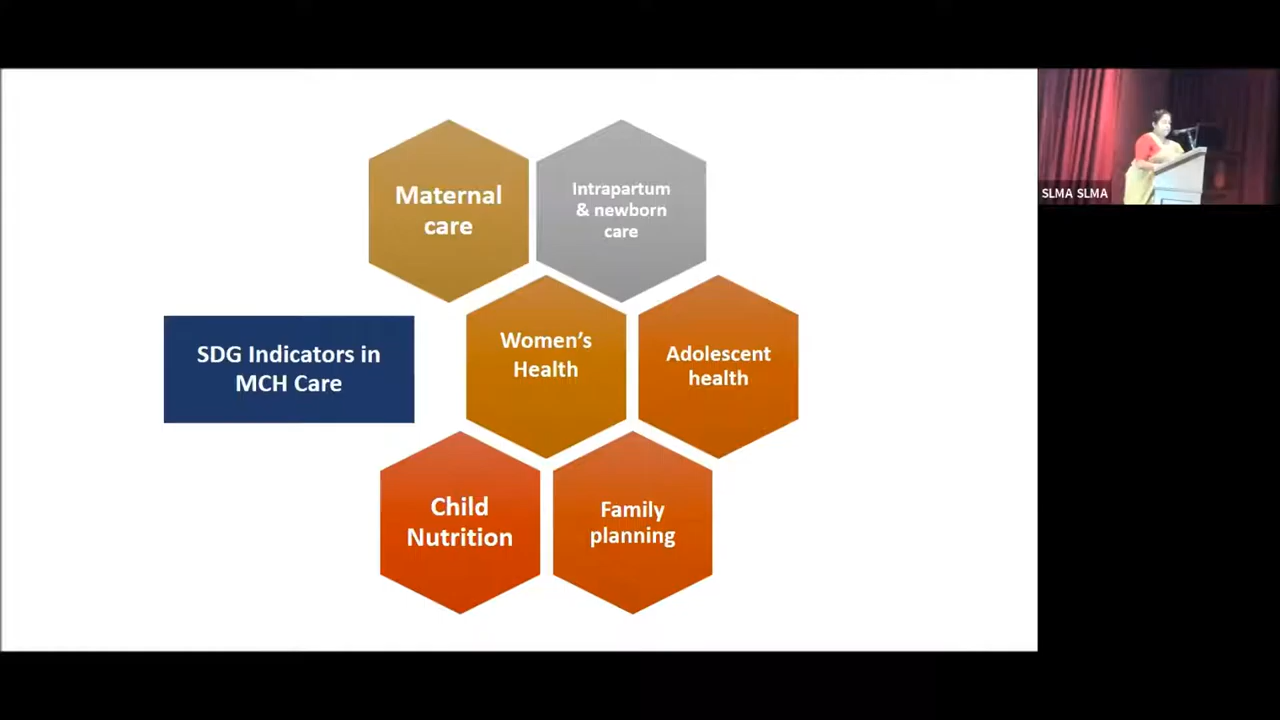 Maternal
care
Intrapartum
& newborn
care
SLMA SLMA
SDG Indicators in
MCH Care
Women's
Health
Adolescent
health
Child
Nutrition
Family
planning